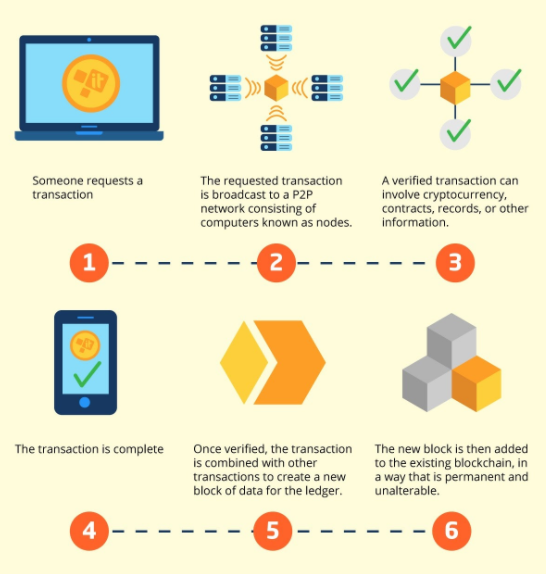 Someone requests a
transaction
The requested transaction
is broadcast to a P2P
network consisting of
computers known as nodes.
A verified transaction can
involve cryptocurrency,
contracts, records, or other
information.
1
2
3
The transaction is complete
Once verified, the transaction
is combined with other
transactions to create a new
block of data for the ledger.
The new block is then added
to the existing blockchain, in
a way that is permanent and
unalterable.
4
5
6